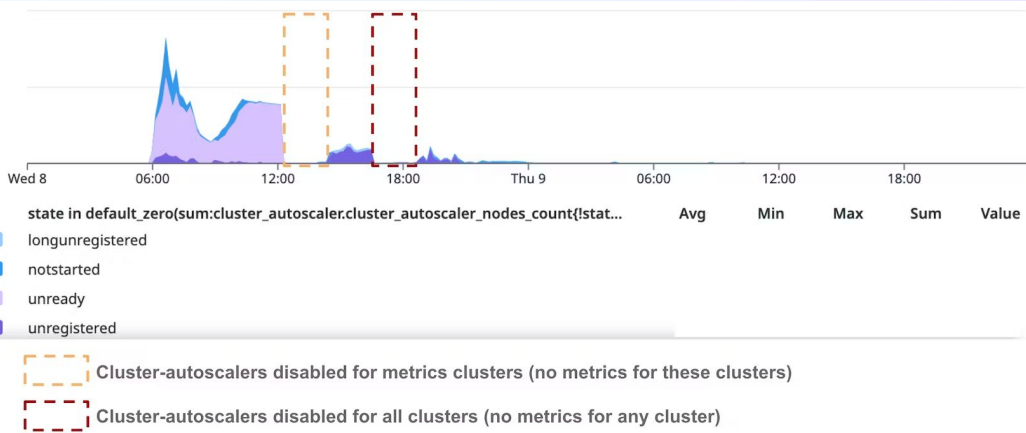 Wed 8 06:00 12:00 18:00 Thu 9 06:00 12:00 18:00
state in default_zero(sum:cluster_autoscaler.cluster_autoscaler_nodes_count{!stat... Avg Min Max Sum Value
longunregistered
notstarted
unready
unregistered
Cluster-autoscalers disabled for metrics clusters (no metrics for these clusters)
Cluster-autoscalers disabled for all clusters (no metrics for any cluster)